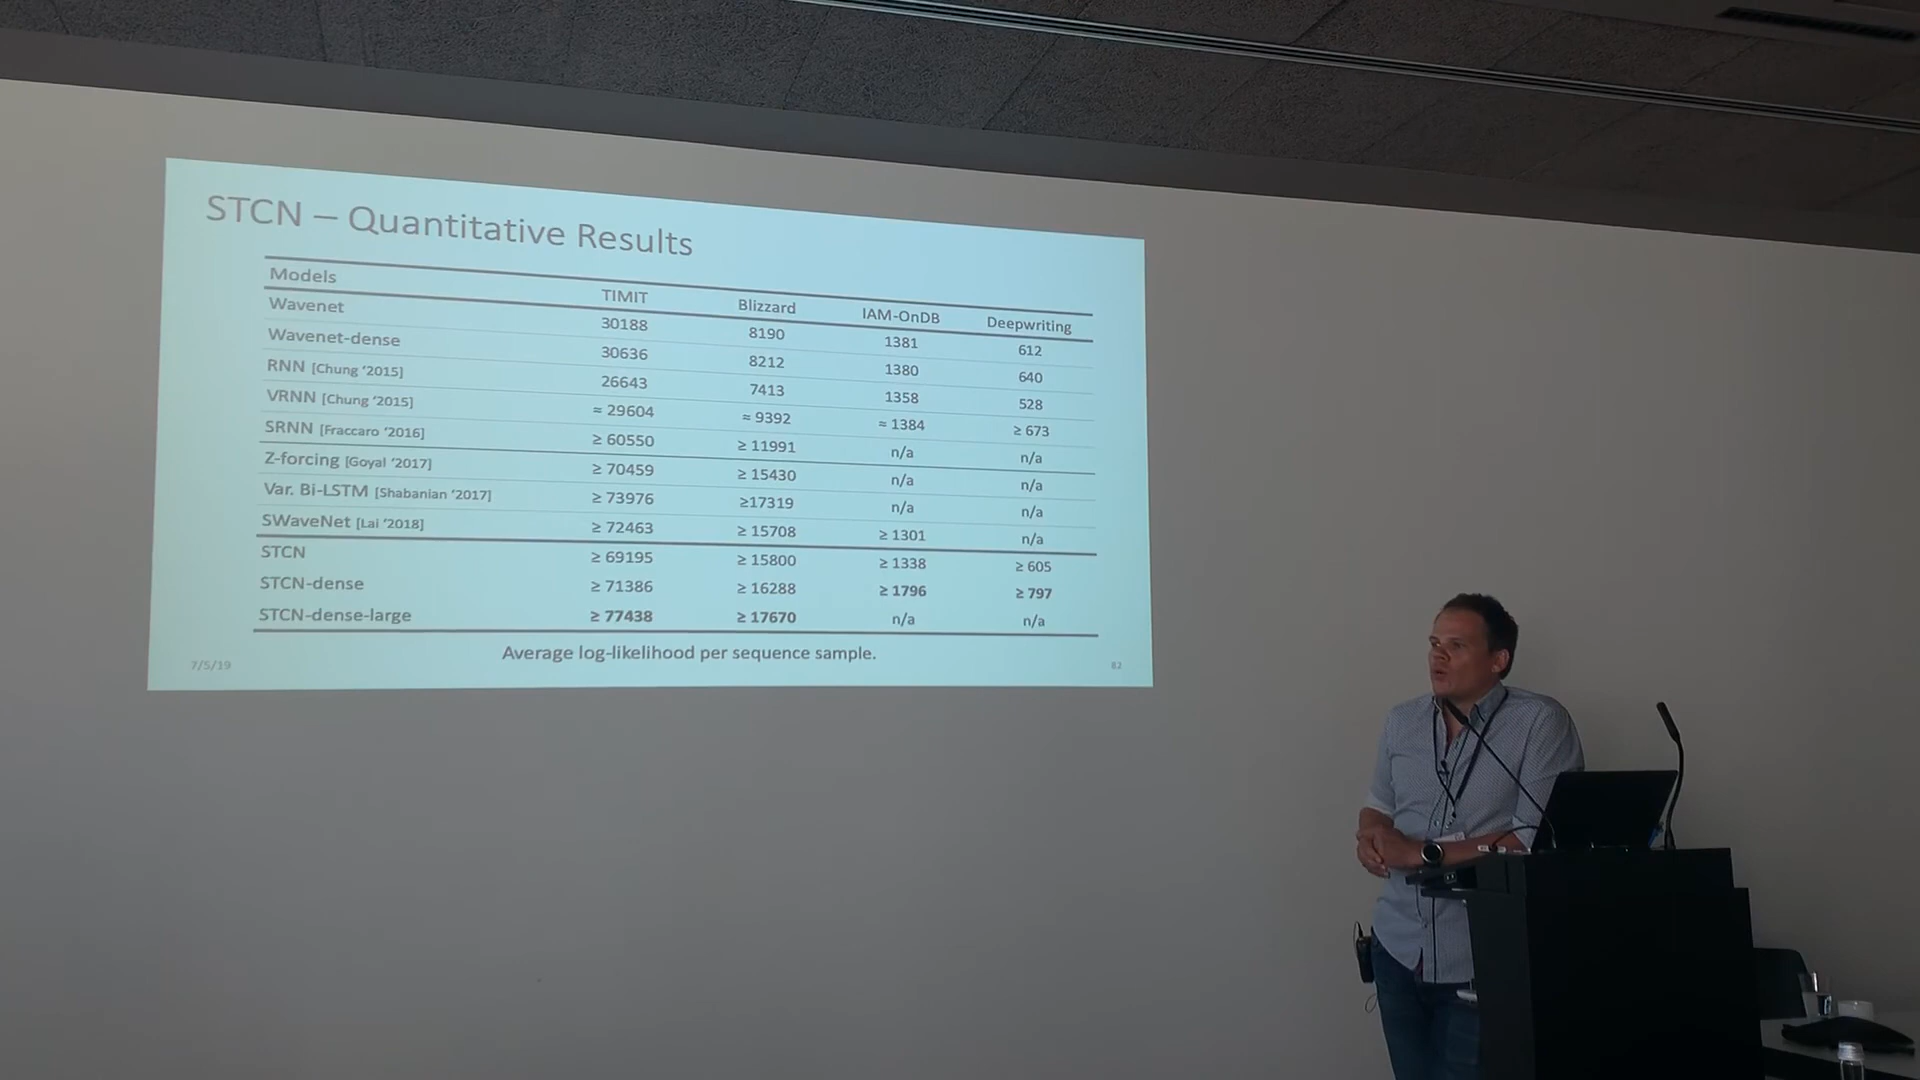 STCN – Quantitative Results
Models TIMIT Blizzard IAM-OnDB Deepwriting
Wavenet 30188 8190 1381 612
Wavenet-dense 30636 8212 1380 640
RNN [Chung ‘2015] 26643 7413 1358 528
VRNN [Chung ‘2015] ≈ 29604 ≈ 9392 ≈ 1384 ≥ 673
SRNN [Fraccaro ‘2016] ≥ 60550 ≥ 11991 n/a n/a
Z-forcing [Goyal ‘2017] ≥ 70459 ≥ 15430 n/a n/a
Var. Bi-LSTM [Shabanian ‘2017] ≥ 73976 ≥17319 n/a n/a
SWaveNet [Lai ‘2018] ≥ 72463 ≥ 15708 ≥ 1301 n/a
STCN ≥ 69195 ≥ 15800 ≥ 1338 ≥ 605
STCN-dense ≥ 71386 ≥ 16288 ≥ 1796 ≥ 797
STCN-dense-large ≥ 77438 ≥ 17670 n/a n/a
Average log-likelihood per sequence sample.
7/5/19 82